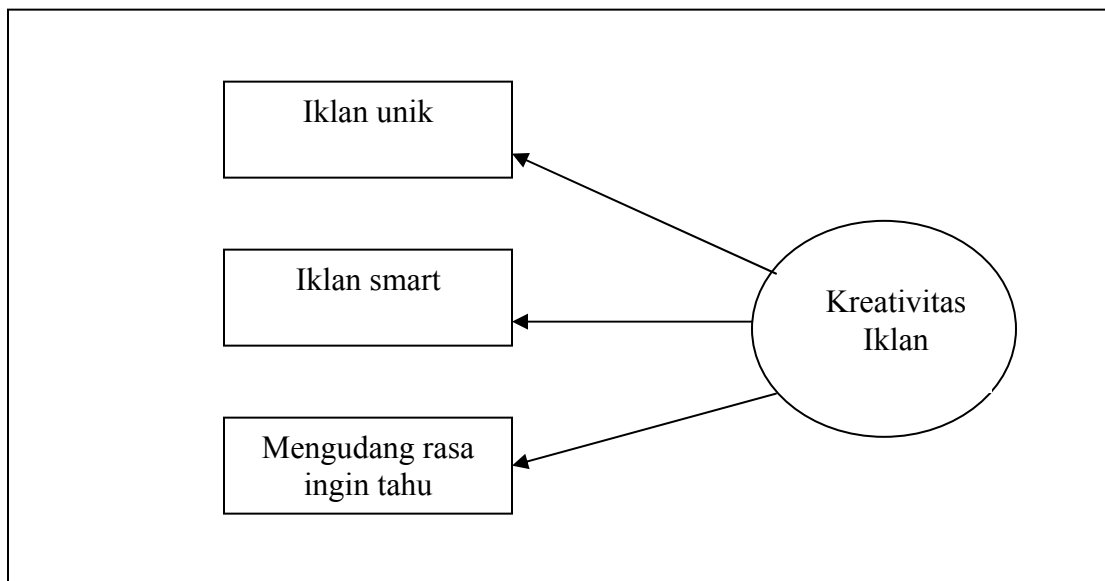 Iklan unik
Iklan smart
Kreativitas
Iklan
Mengudang rasa
ingin tahu